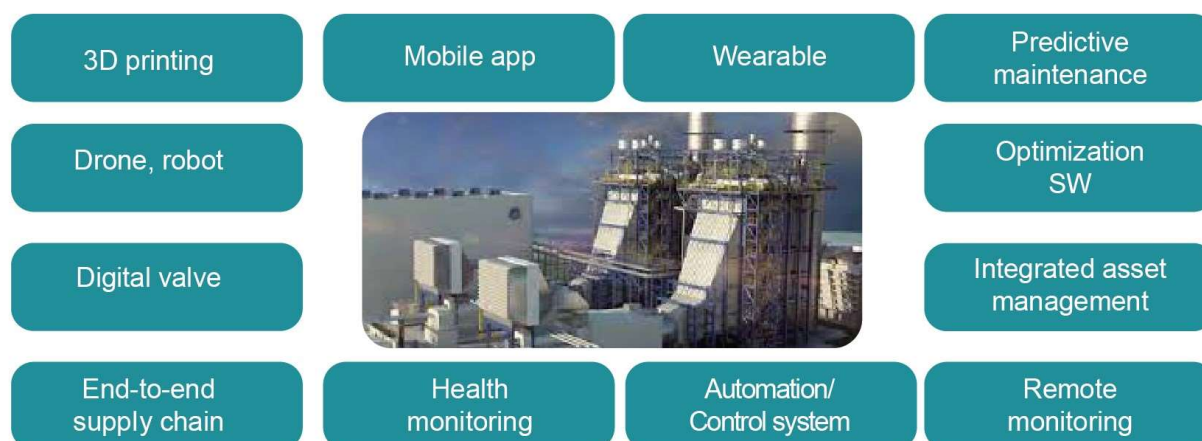 3D printing
Mobile app
Wearable
Predictive
maintenance
Drone, robot
Optimization
SW
Digital valve
Integrated asset
management
End-to-end
supply chain
Health
monitoring
Automation/
Control system
Remote
monitoring